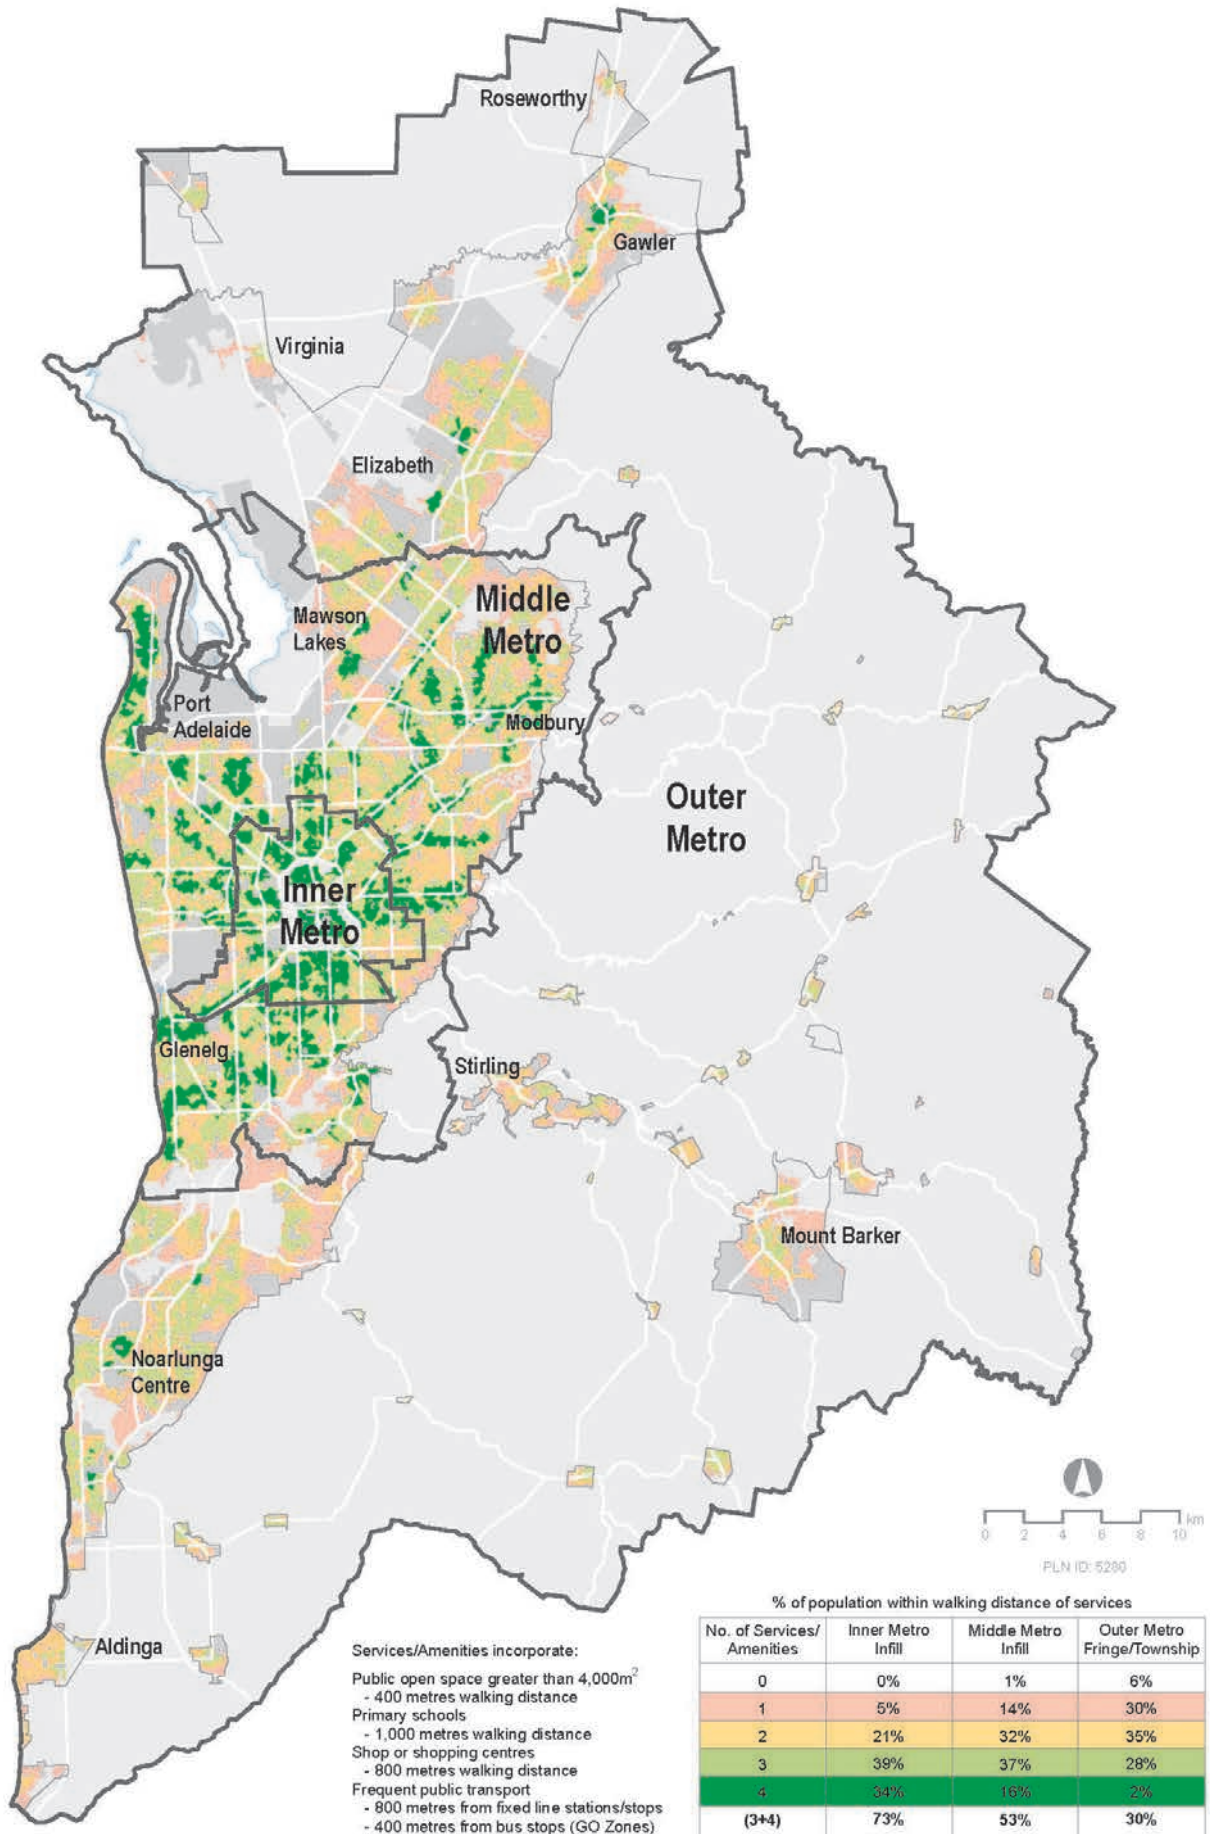 Roseworthy
Gawler
Virginia
Elizabeth
Middle
Metro
Mawson
Lakes
Port
Adelaide
Modbury
Outer
Metro
Inner
Metro
Glenelg
Stirling
Mount Barker
Noarlunga
Centre
Aldinga
0 2 4 6 8 10 km
PLN ID: 5280
Services/Amenities incorporate:
Public open space greater than 4,000m²
- 400 metres walking distance
Primary schools
- 1,000 metres walking distance
Shop or shopping centres
- 800 metres walking distance
Frequent public transport
- 800 metres from fixed line stations/stops
- 400 metres from bus stops (GO Zones)
% of population within walking distance of services
No. of Services/ Inner Metro Middle Metro Outer Metro
Amenities Infill Infill Fringe/Township
0 0% 1% 6%
1 5% 14% 30%
2 21% 32% 35%
3 39% 37% 28%
4 34% 16% 2%
(3+4) 73% 53% 30%